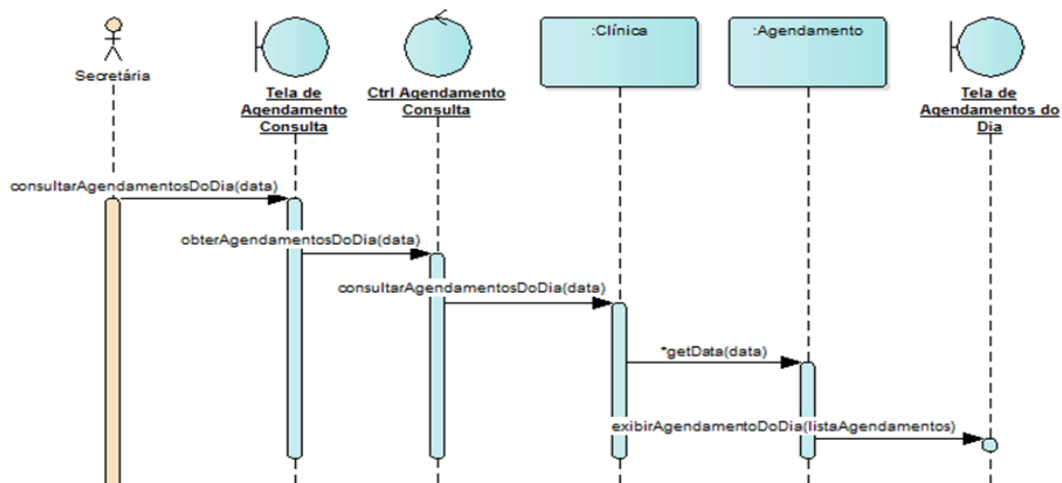 :Clínica
:Agendamento
Secretária
Tela de
Agendamento
Consulta
Ctrl Agendamento
Consulta
Tela de
Agendamentos do
Dia
consultarAgendamentosDoDia(data)
obterAgendamentosDoDia(data)
consultarAgendamentosDoDia(data)
*getData(data)
exibirAgendamentoDoDia(listaAgendamentos)